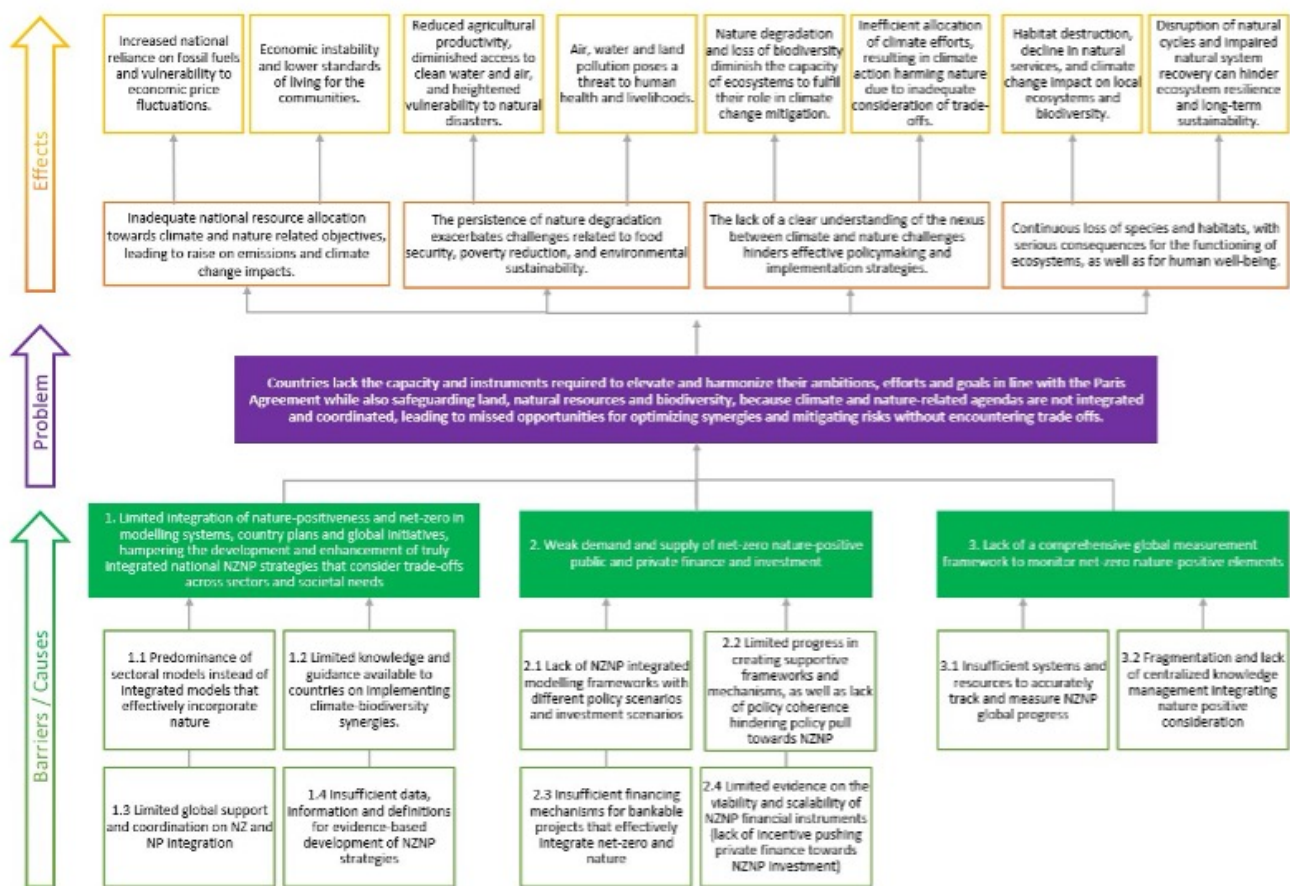 Effects
Increased national
reliance on fossil fuels
and vulnerability to
economic price
fluctuations.
Economic instability
and lower standards
of living for the
communities.
Reduced agricultural
productivity,
diminished access to
clean water and air,
and heightened
vulnerability to natural
disasters.
Air, water and land
pollution poses a
threat to human
health and livelihoods.
Nature degradation
and loss of biodiversity
diminish the capacity
of ecosystems to fulfill
their role in climate
change mitigation.
Inefficient allocation
of climate efforts,
resulting in climate
action harming nature
due to inadequate
consideration of trade-
offs.
Habitat destruction,
decline in natural
services, and climate
change impact on local
ecosystems and
biodiversity.
Disruption of natural
cycles and impaired
natural system
recovery can hinder
ecosystem resilience
and long-term
sustainability.
Inadequate national resource allocation
towards climate and nature related objectives,
leading to raise on emissions and climate
change impacts.
The persistence of nature degradation
exacerbates challenges related to food
security, poverty reduction, and environmental
sustainability.
The lack of a clear understanding of the nexus
between climate and nature challenges
hinders effective policymaking and
implementation strategies.
Continuous loss of species and habitats, with
serious consequences for the functioning of
ecosystems, as well as for human well-being.
Problem
Countries lack the capacity and instruments required to elevate and harmonize their ambitions, efforts and goals in line with the Paris
Agreement while also safeguarding land, natural resources and biodiversity, because climate and nature-related agendas are not integrated
and coordinated, leading to missed opportunities for optimizing synergies and mitigating risks without encountering trade offs.
Barriers / Causes
1. Limited integration of nature-positiveness and net-zero in
modelling systems, country plans and global initiatives,
hampering the development and enhancement of truly
integrated national NZNP strategies that consider trade-offs
across sectors and societal needs
2. Weak demand and supply of net-zero nature-positive
public and private finance and investment
3. Lack of a comprehensive global measurement
framework to monitor net-zero nature-positive elements
1.1 Predominance of
sectoral models instead of
integrated models that
effectively incorporate
nature
1.2 Limited knowledge and
guidance available to
countries on implementing
climate-biodiversity
synergies.
2.1 Lack of NZNP integrated
modelling frameworks with
different policy scenarios
and investment scenarios
2.2 Limited progress in
creating supportive
frameworks and
mechanisms, as well as lack
of policy coherence
hindering policy pull
towards NZNP
3.1 Insufficient systems and
resources to accurately
track and measure NZNP
global progress
3.2 Fragmentation and lack
of centralized knowledge
management integrating
nature positive
consideration
1.3 Limited global support
and coordination on NZ and
NP integration
1.4 Insufficient data,
information and definitions
for evidence-based
development of NZNP
strategies
2.3 Insufficient financing
mechanisms for bankable
projects that effectively
integrate net-zero and
nature
2.4 Limited evidence on the
viability and scalability of
NZNP financial instruments
(lack of incentive pushing
private finance towards
NZNP investment)